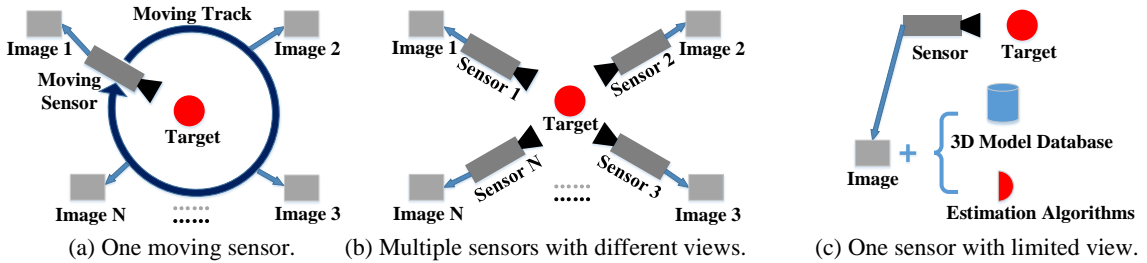 Moving Track
Image 1
Image 2
Moving
Sensor
Target
Image N
Image 3
......
(a) One moving sensor.
Image 1
Image 2
Sensor 1
Sensor 2
Target
Sensor N
Sensor 3
Image N
......
Image 3
(b) Multiple sensors with different views.
Sensor
Target
3D Model Database
+
Image
Estimation Algorithms
(c) One sensor with limited view.